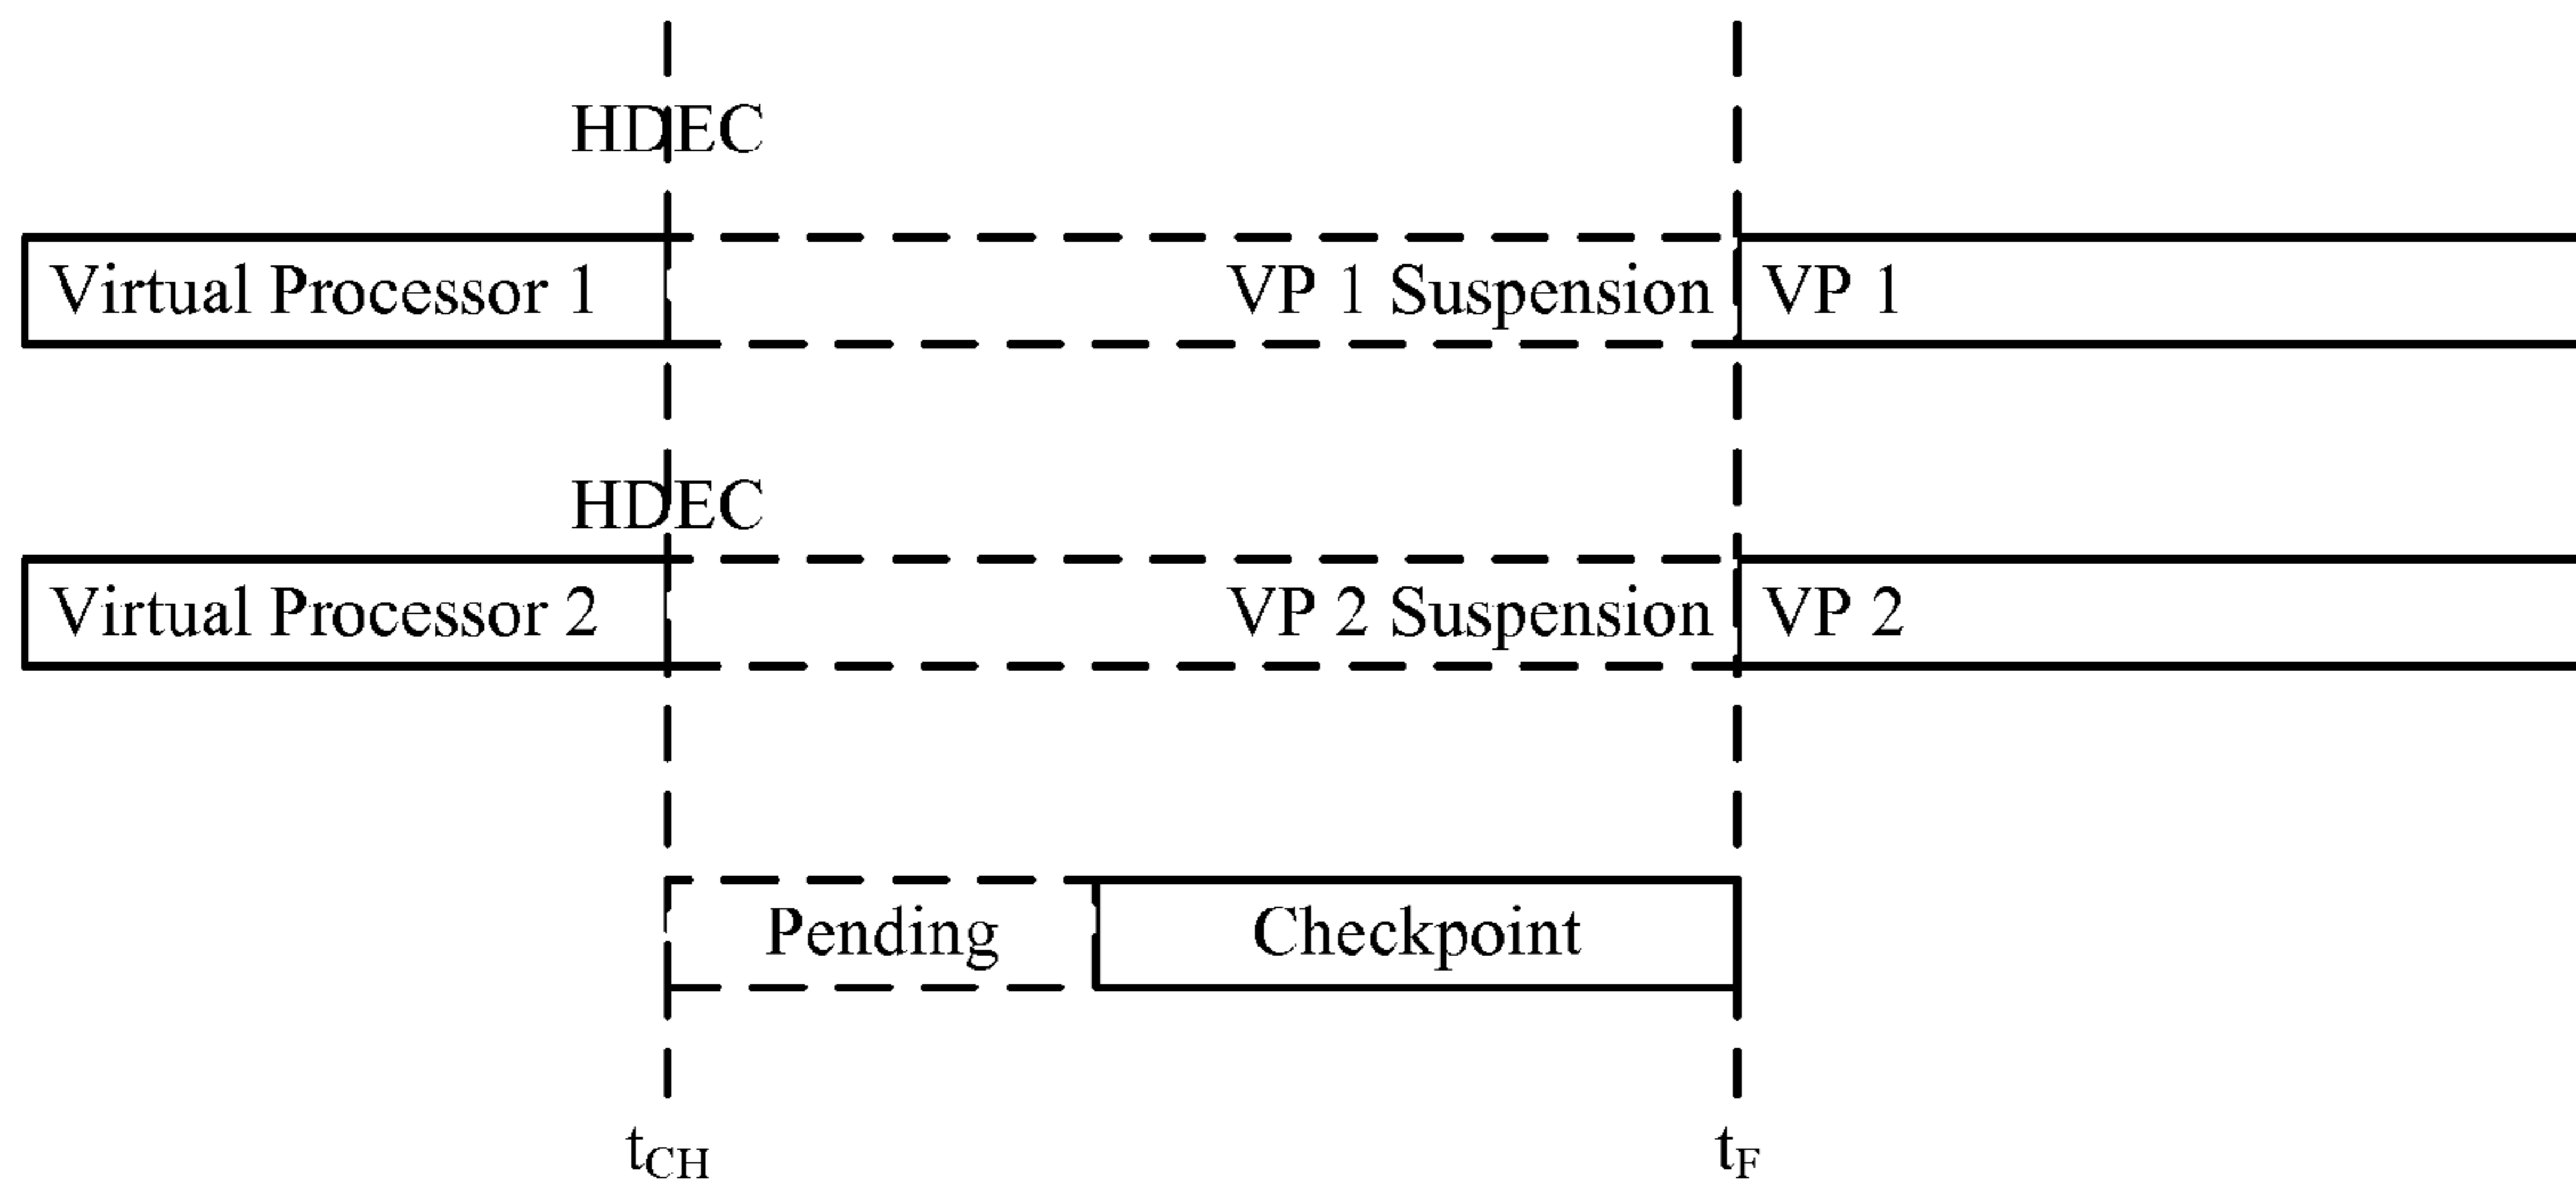 HDEC
Virtual Processor 1 VP 1 Suspension VP 1
HDEC
Virtual Processor 2 VP 2 Suspension VP 2
Pending Checkpoint
tCH tF